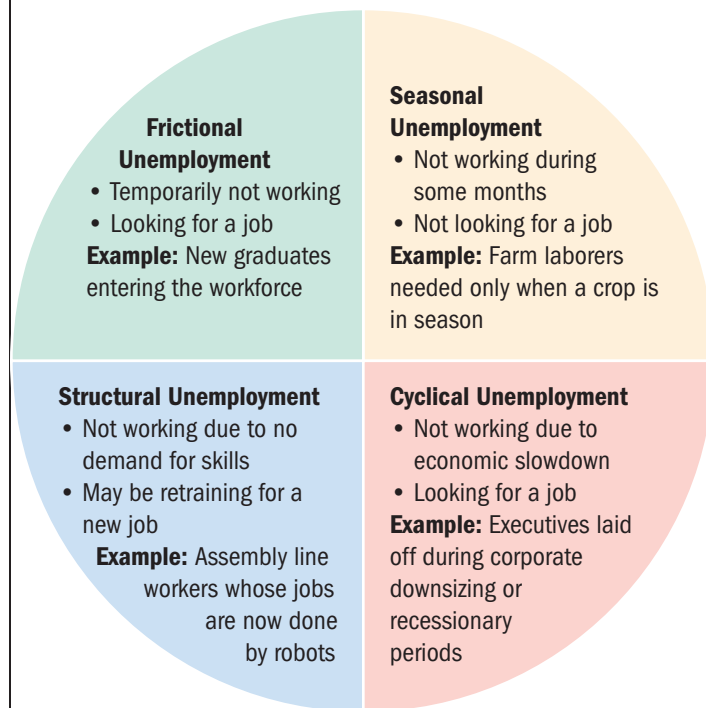 Frictional
Unemployment
• Temporarily not working
• Looking for a job
Example: New graduates
entering the workforce
Seasonal
Unemployment
• Not working during
some months
• Not looking for a job
Example: Farm laborers
needed only when a crop is
in season
Structural Unemployment
• Not working due to no
demand for skills
• May be retraining for a
new job
Example: Assembly line
workers whose jobs
are now done
by robots
Cyclical Unemployment
• Not working due to
economic slowdown
• Looking for a job
Example: Executives laid
off during corporate
downsizing or
recessionary
periods